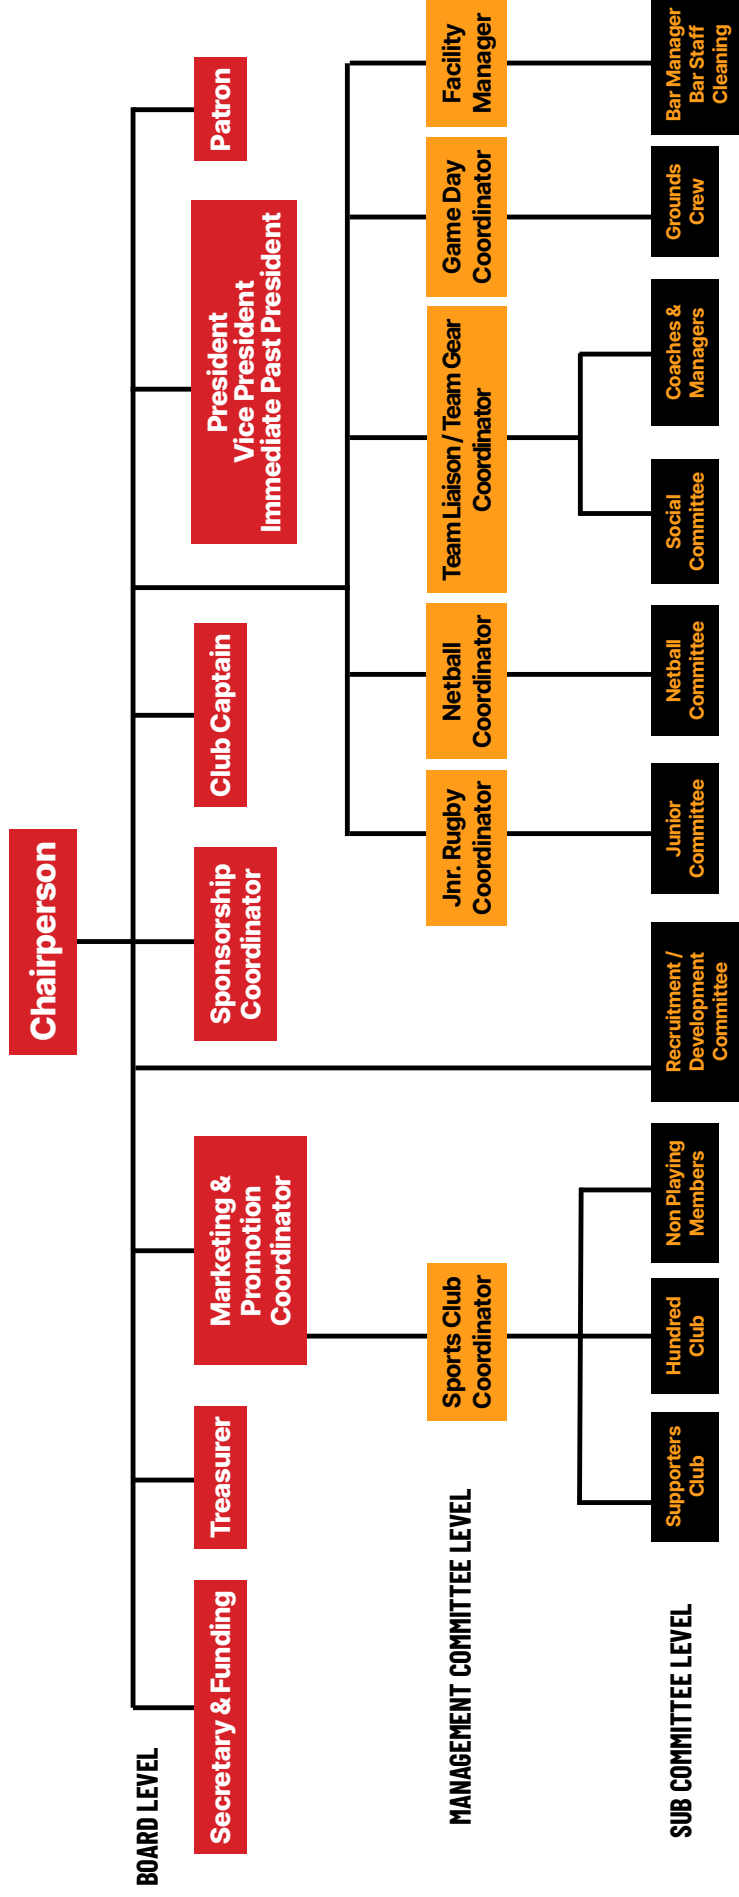 Chairperson
BOARD LEVEL
Secretary & Funding
Treasurer
Marketing &
Promotion
Coordinator
Sponsorship
Coordinator
Club Captain
President
Vice President
Immediate Past President
Patron
MANAGEMENT COMMITTEE LEVEL
Sports Club
Coordinator
Jnr. Rugby
Coordinator
Netball
Coordinator
Team Liaison / Team Gear
Coordinator
Game Day
Coordinator
Facility
Manager
SUB COMMITTEE LEVEL
Supporters
Club
Hundred
Club
Non Playing
Members
Recruitment /
Development
Committee
Junior
Committee
Netball
Committee
Social
Committee
Coaches &
Managers
Grounds
Crew
Bar Manager
Bar Staff
Cleaning